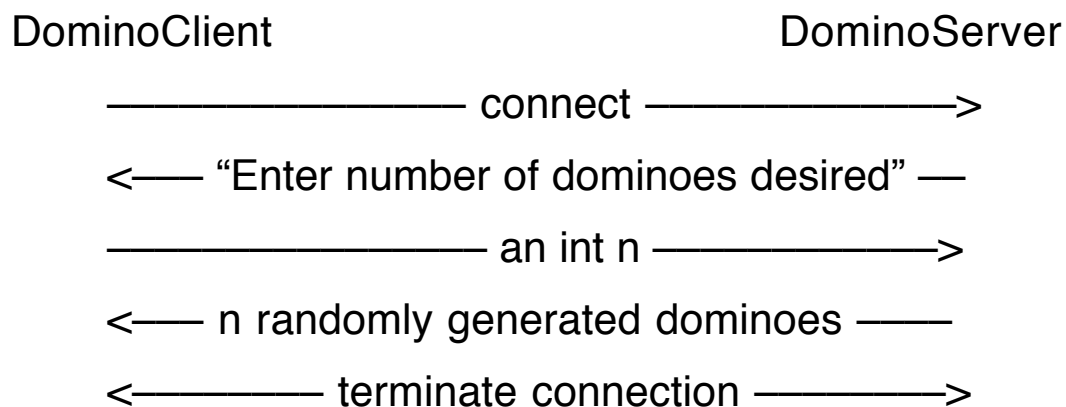 DominoClient DominoServer
——————————— connect —————————>
<—— “Enter number of dominoes desired” —
———————————— an int n ————————>
<—— n randomly generated dominoes ———
<—————— terminate connection ——————>